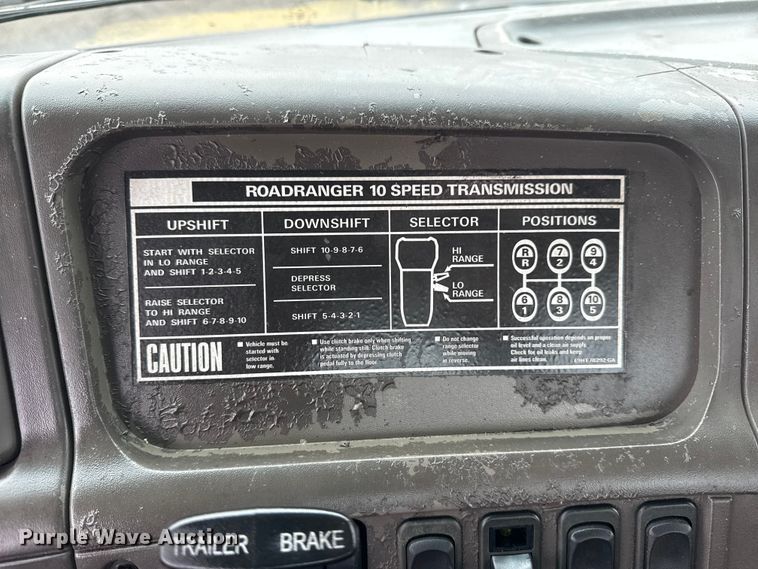 ROADRANGER 10 SPEED TRANSMISSION
UPSHIFT
START WITH SELECTOR
IN LO RANGE
AND SHIFT 1-2-3-4-5
RAISE SELECTOR
TO HI RANGE
AND SHIFT 6-7-8-9-10
DOWNSHIFT
SHIFT 10-9-8-7-6
DEPRESS
SELECTOR
SHIFT 5-4-3-2-1
SELECTOR
HI
RANGE
LO
RANGE
POSITIONS
R 7 9
R 2 4
6 8 10
1 3 5
CAUTION
Vehicle must be
started with
selector in
low range.
Use clutch brake only when shifting
while standing still. Clutch brake
is actuated by depressing clutch
pedal fully to the floor.
Do not change
range selector
while moving
in reverse.
Successful operation depends on proper
oil level and a clean air supply.
Check for oil leaks and keep
air lines clean.
TRAILER BRAKE
Purple Wave Auction